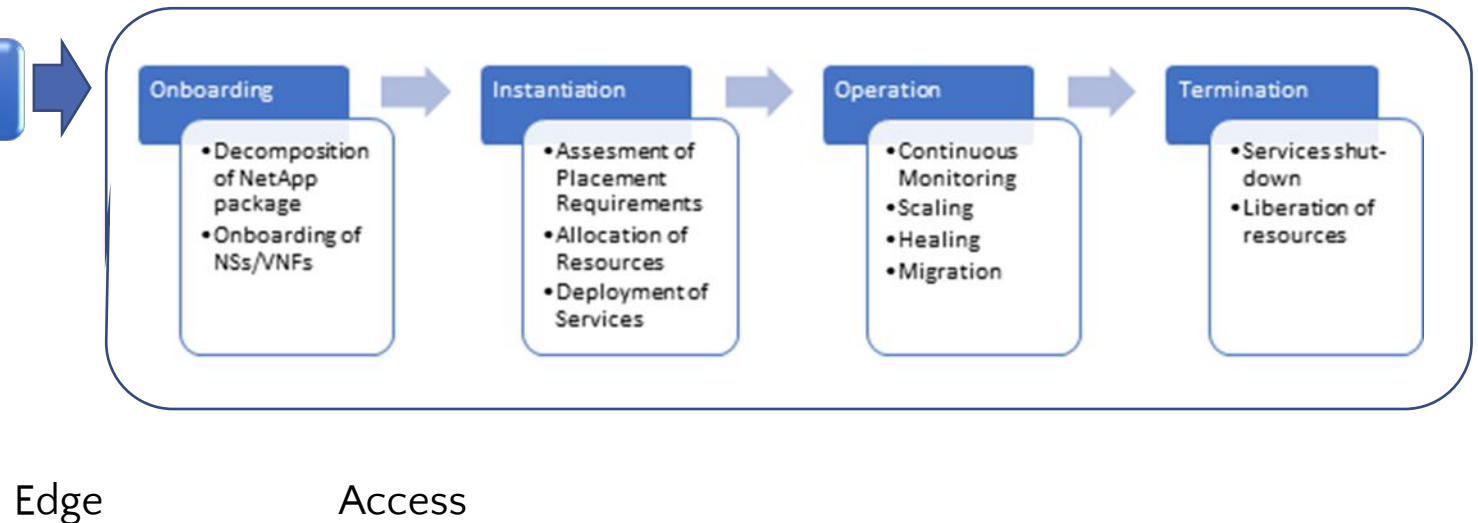 Onboarding
•Decomposition
of NetApp
package
•Onboarding of
NSs/VNFs
Instantiation
•Assesment of
Placement
Requirements
•Allocation of
Resources
•Deployment of
Services
Operation
•Continuous
Monitoring
•Scaling
•Healing
•Migration
Termination
•Services shut-
down
•Liberation of
resources
Edge
Access